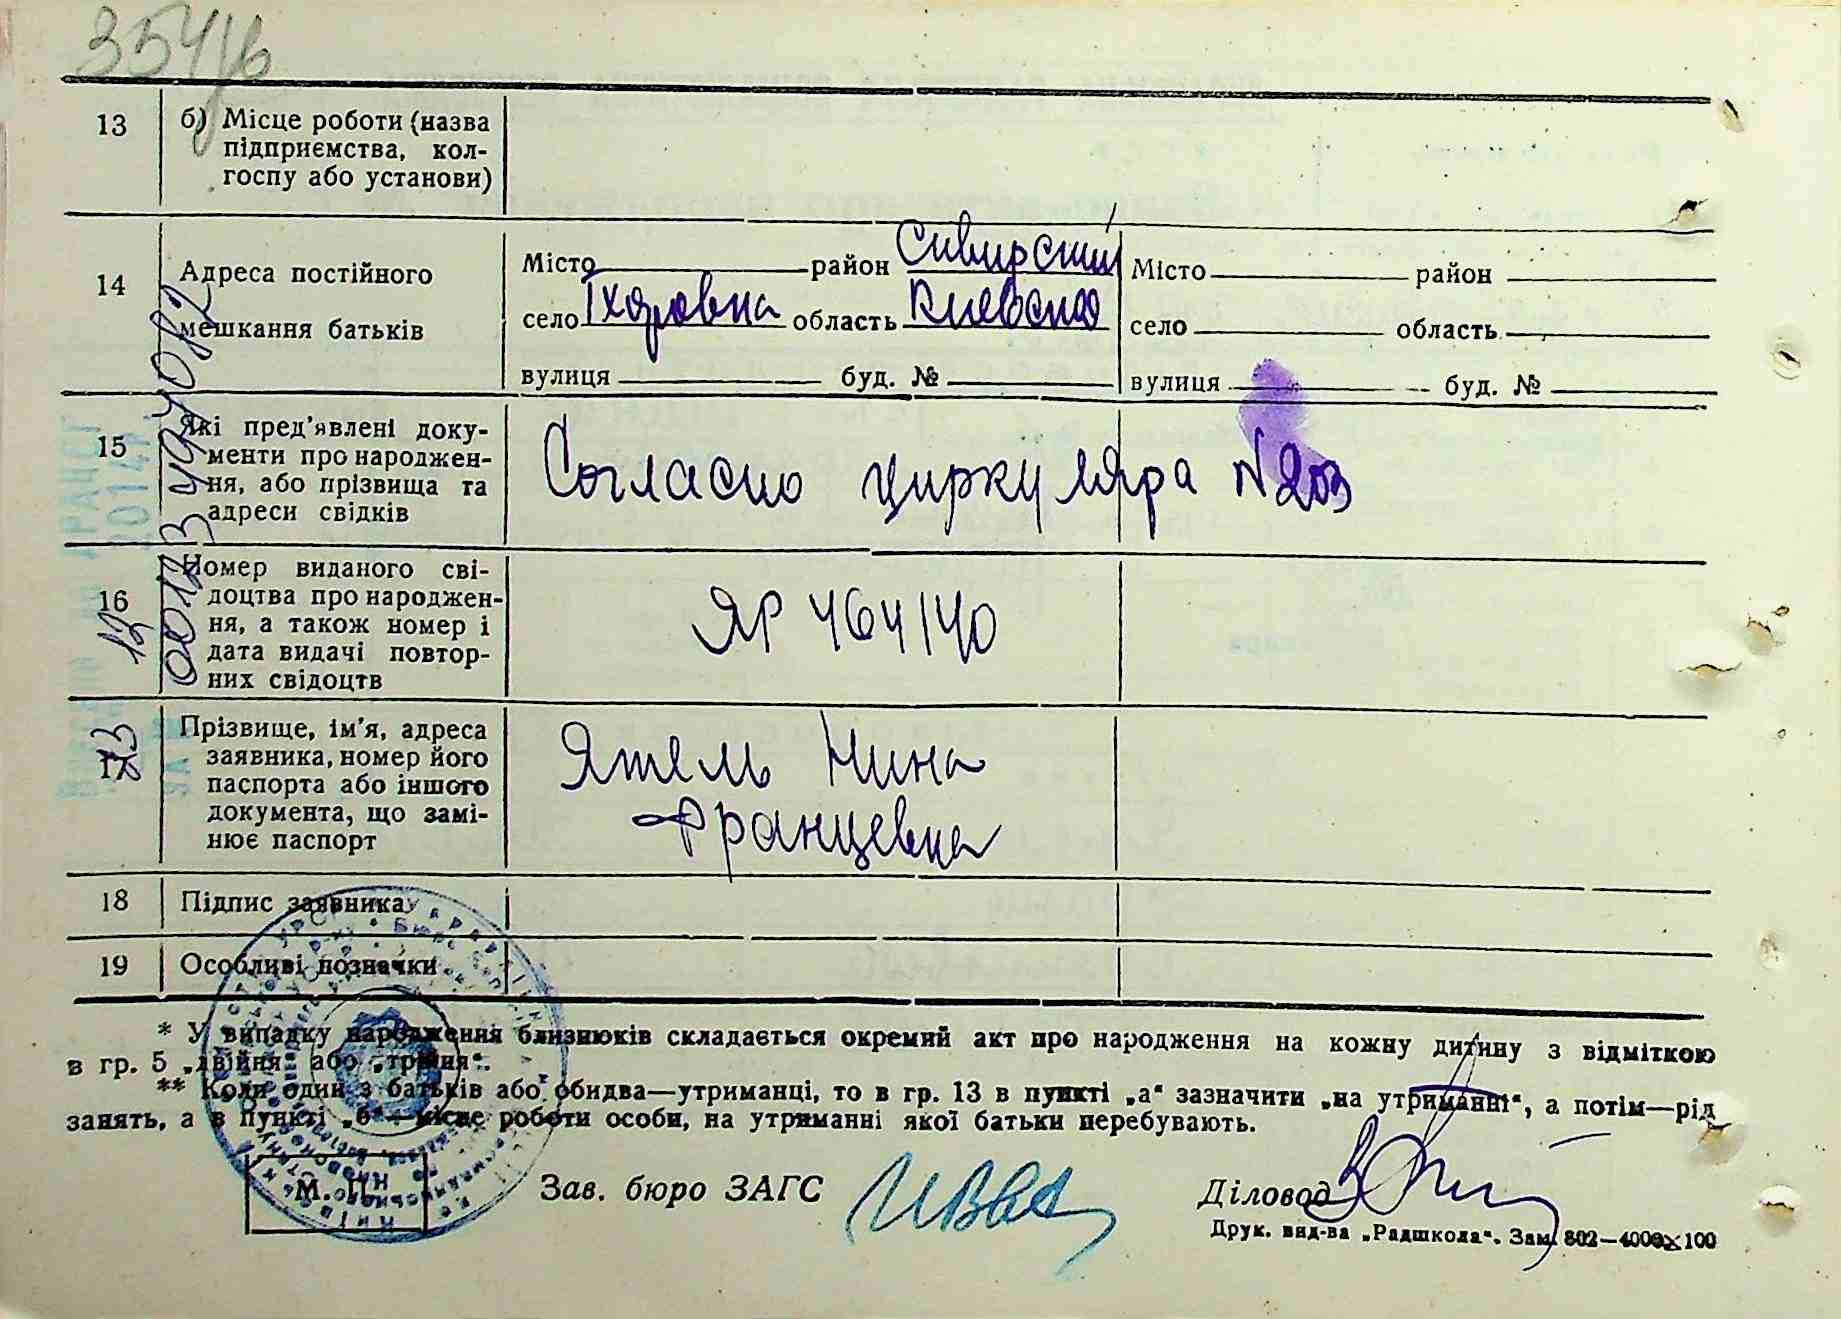 354/6
13 б) Місце роботи (назва
підприємства, кол-
госпу або установи)
14 Адреса постійного
мешкання батьків
Місто район Сивирский
село Іхоровка область Киевская
вулиця буд. №
Місто район
село область
вулиця буд. №
15 Які пред'явлені доку-
менти про народжен-
ня, або прізвища та
адреси свідків
Согласно циркуляра N 203
16 Номер виданого сві-
доцтва про народжен-
ня, а також номер і
дата видачі повтор-
них свідоцтв
ЯР 464140
17 Прізвище, ім'я, адреса
заявника, номер його
паспорта або іншого
документа, що замі-
нює паспорт
Ятель Нина
Францевна
18 Підпис заявника
19 Особливі позначки
* У випадку народження близнюків складається окремий акт про народження на кожну дитину з відміткою
в гр. 5 „двійня“ або „трійня“.
** Коли один з батьків або обидва—утриманці, то в гр. 13 в пункті „а“ зазначити „на утриманні“, а потім—рід
занять, а в пункті „б“—місце роботи особи, на утриманні якої батьки перебувають.
М. П.
Зав. бюро ЗАГС
Діловод
Друк. вид-ва „Радшкола“. Зам. 802—4000×100